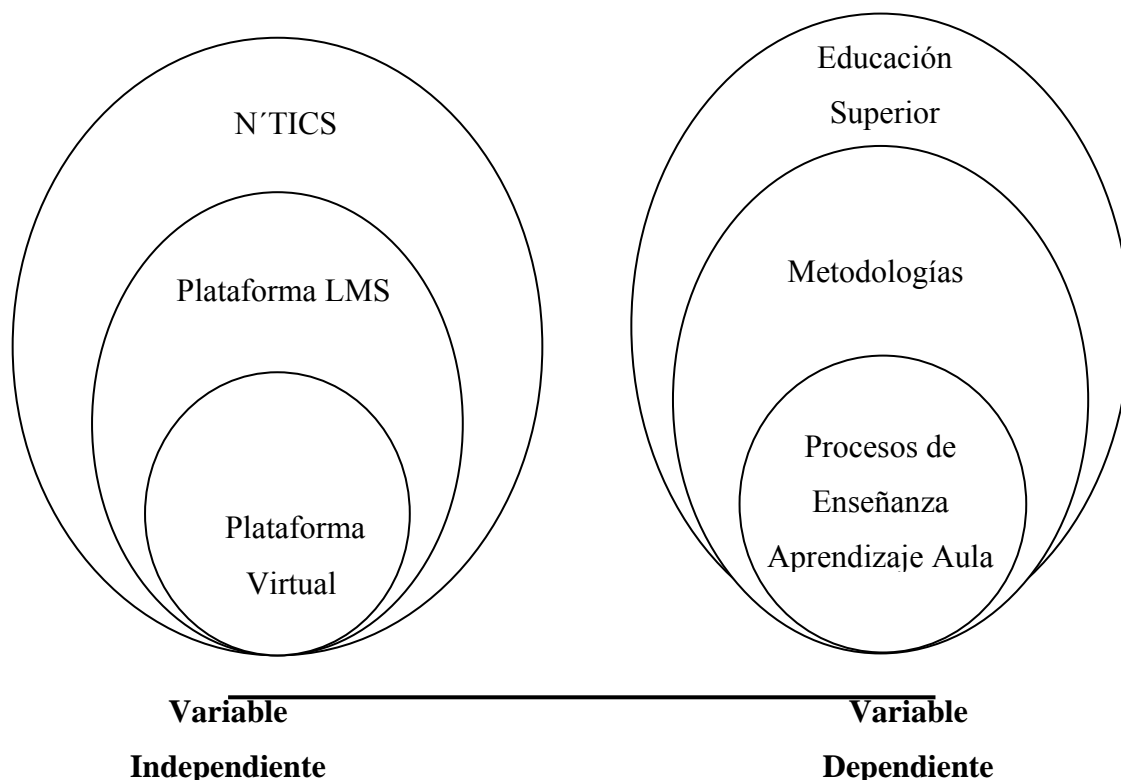 N´TICS
Plataforma LMS
Plataforma
Virtual
Educación
Superior
Metodologías
Procesos de
Enseñanza
Aprendizaje Aula
Variable
Independiente
Variable
Dependiente